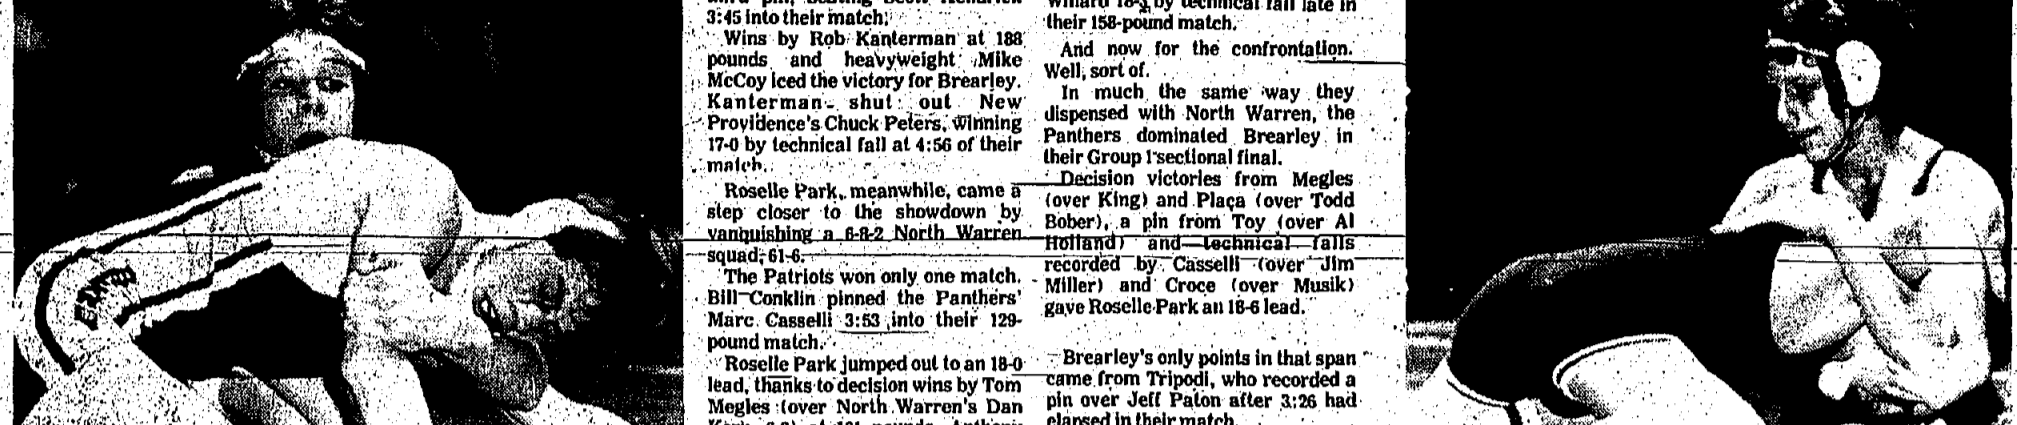 3:45 into their match.
Wins by Rob Kanterman at 188
pounds and heavyweight Mike
McCoy iced the victory for Brearley.
Kanterman shut out New
Providence's Chuck Peters, winning
17-0 by technical fall at 4:56 of their
match.
Roselle Park, meanwhile, came a
step closer to the showdown by
vanquishing a 6-8-2 North Warren
squad, 61-6.
The Patriots won only one match.
Bill Conklin pinned the Panthers'
Marc Casselli 3:53 into their 129-
pound match.
Roselle Park jumped out to an 18-0
lead, thanks to decision wins by Tom
Megles (over North Warren's Dan
by technical fall late in
their 158-pound match.
And now for the confrontation.
Well, sort of.
In much the same way they
dispensed with North Warren, the
Panthers dominated Brearley in
their Group 1 sectional final.
Decision victories from Megles
(over King) and Plaça (over Todd
Bober), a pin from Toy (over Al
Holland) and technical falls
recorded by Casselli (over Jim
Miller) and Croce (over Musik)
gave Roselle Park an 18-6 lead.
Brearley's only points in that span
came from Tripodi, who recorded a
pin over Jeff Paton after 3:26 had
elapsed in their match.